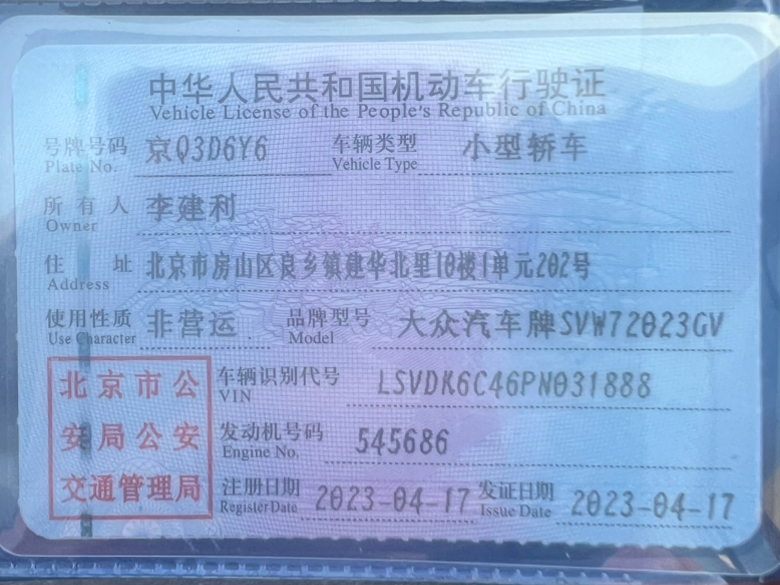 中华人民共和国机动车行驶证
Vehicle License of the People's Republic of China
号牌号码 京Q3D6Y6 车辆类型 小型轿车
Plate No. Vehicle Type
所有人 李建利
Owner
住址 北京市房山区良乡镇建华北里10楼1单元202号
Address
使用性质 非营运 品牌型号 大众汽车牌SVW72023GV
Use Character Model
北京市公安局公安交通管理局
车辆识别代号 LSVDK6C46PN031888
VIN
发动机号码 545686
Engine No.
注册日期 2023-04-17 发证日期 2023-04-17
Register Date Issue Date